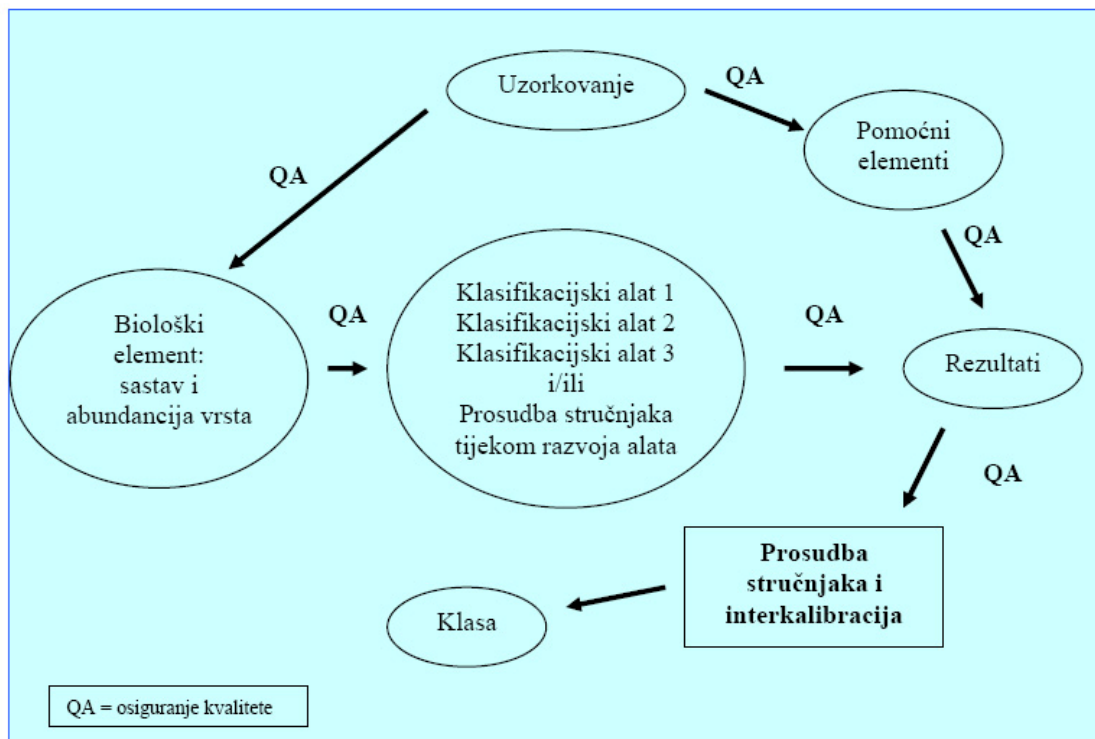 Uzorkovanje
QA
Pomoćni
elementi
QA
QA
Biološki
element:
sastav i
abundancija vrsta
QA
Klasifikacijski alat 1
Klasifikacijski alat 2
Klasifikacijski alat 3
i/ili
Prosudba stručnjaka
tijekom razvoja alata
QA
Rezultati
QA
Prosudba
stručnjaka i
interkalibracija
Klasa
QA = osiguranje kvalitete